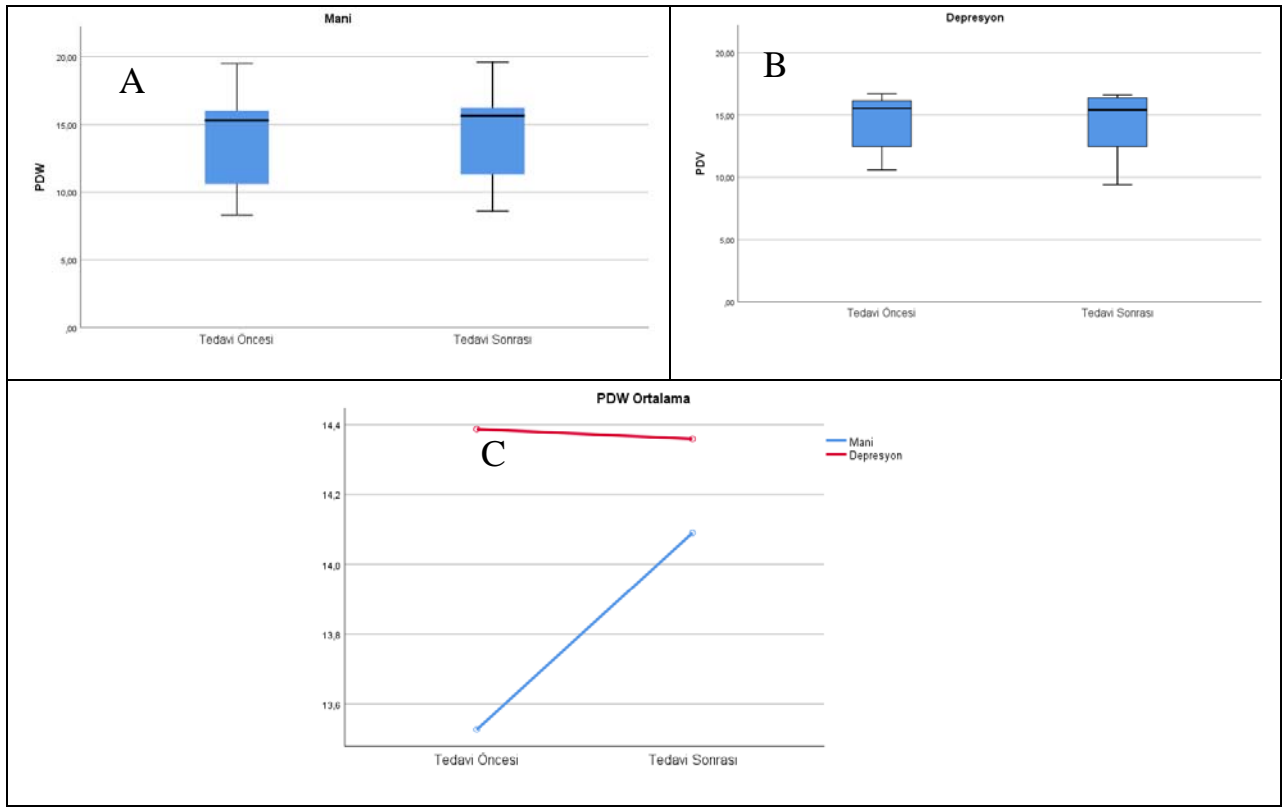 Mani
A
PDW
20,00
15,00
10,00
5,00
,00
Tedavi Öncesi
Tedavi Sonrası
Depresyon
B
PDV
20,00
15,00
10,00
5,00
,00
Tedavi Öncesi
Tedavi Sonrası
PDW Ortalama
C
14,4
14,2
14,0
13,8
13,6
Tedavi Öncesi
Tedavi Sonrası
Mani
Depresyon